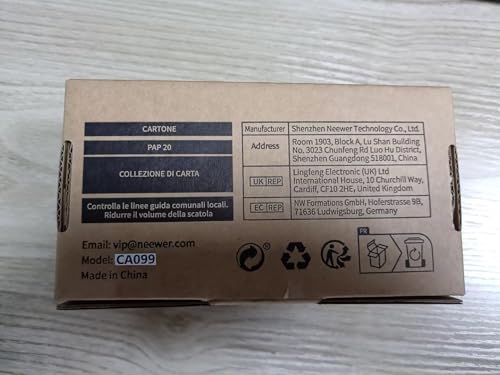 CARTONE
PAP 20
COLLEZIONE DI CARTA
Controlla le linee guida comunali locali.
Ridurre il volume della scatola
Manufacturer Shenzhen Neewer Technology Co., Ltd.
Address Room 1903, Block A, Lu Shan Building
No. 3023 Chunfeng Rd Luo Hu District,
Shenzhen Guangdong 518001, China
UK REP Lingfeng Electronic (UK) Ltd
International House, 10 Churchill Way,
Cardiff, CF10 2HE, United Kingdom
EC REP NW Formations GmbH, Hoferstrasse 9B,
71636 Ludwigsburg, Germany
Email: vip@neewer.com
Model: CA099
Made in China
FR